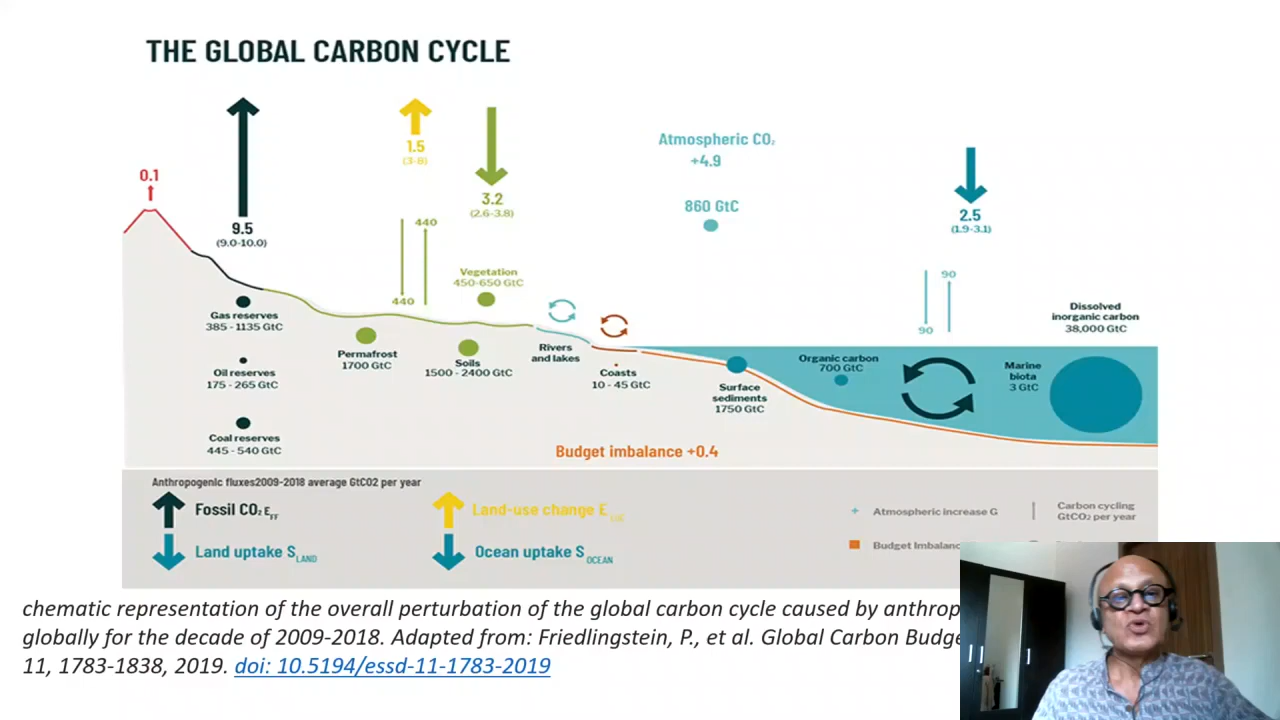 THE GLOBAL CARBON CYCLE
0.1
9.5
(9.0-10.0)
1.5
(3-8)
3.2
(2.6-3.8)
440
440
Atmospheric CO₂
+4.9
860 GtC
2.5
(1.9-3.1)
90
90
Gas reserves
385 - 1135 GtC
Oil reserves
175 - 265 GtC
Coal reserves
445 - 540 GtC
Permafrost
1700 GtC
Vegetation
450-650 GtC
Soils
1500 - 2400 GtC
Rivers
and lakes
Coasts
10 - 45 GtC
Surface
sediments
1750 GtC
Organic carbon
700 GtC
Marine
biota
3 GtC
Dissolved
inorganic carbon
38,000 GtC
Budget imbalance +0.4
Anthropogenic fluxes2009-2018 average GtCO2 per year
Fossil CO₂ E FF
Land uptake S LAND
Land-use change E LUC
Ocean uptake S OCEAN
+ Atmospheric increase G
Budget Imbalanc
Carbon cycling
GtCO₂ per year
chematic representation of the overall perturbation of the global carbon cycle caused by anthrop
globally for the decade of 2009-2018. Adapted from: Friedlingstein, P., et al. Global Carbon Budge
11, 1783-1838, 2019. doi: 10.5194/essd-11-1783-2019